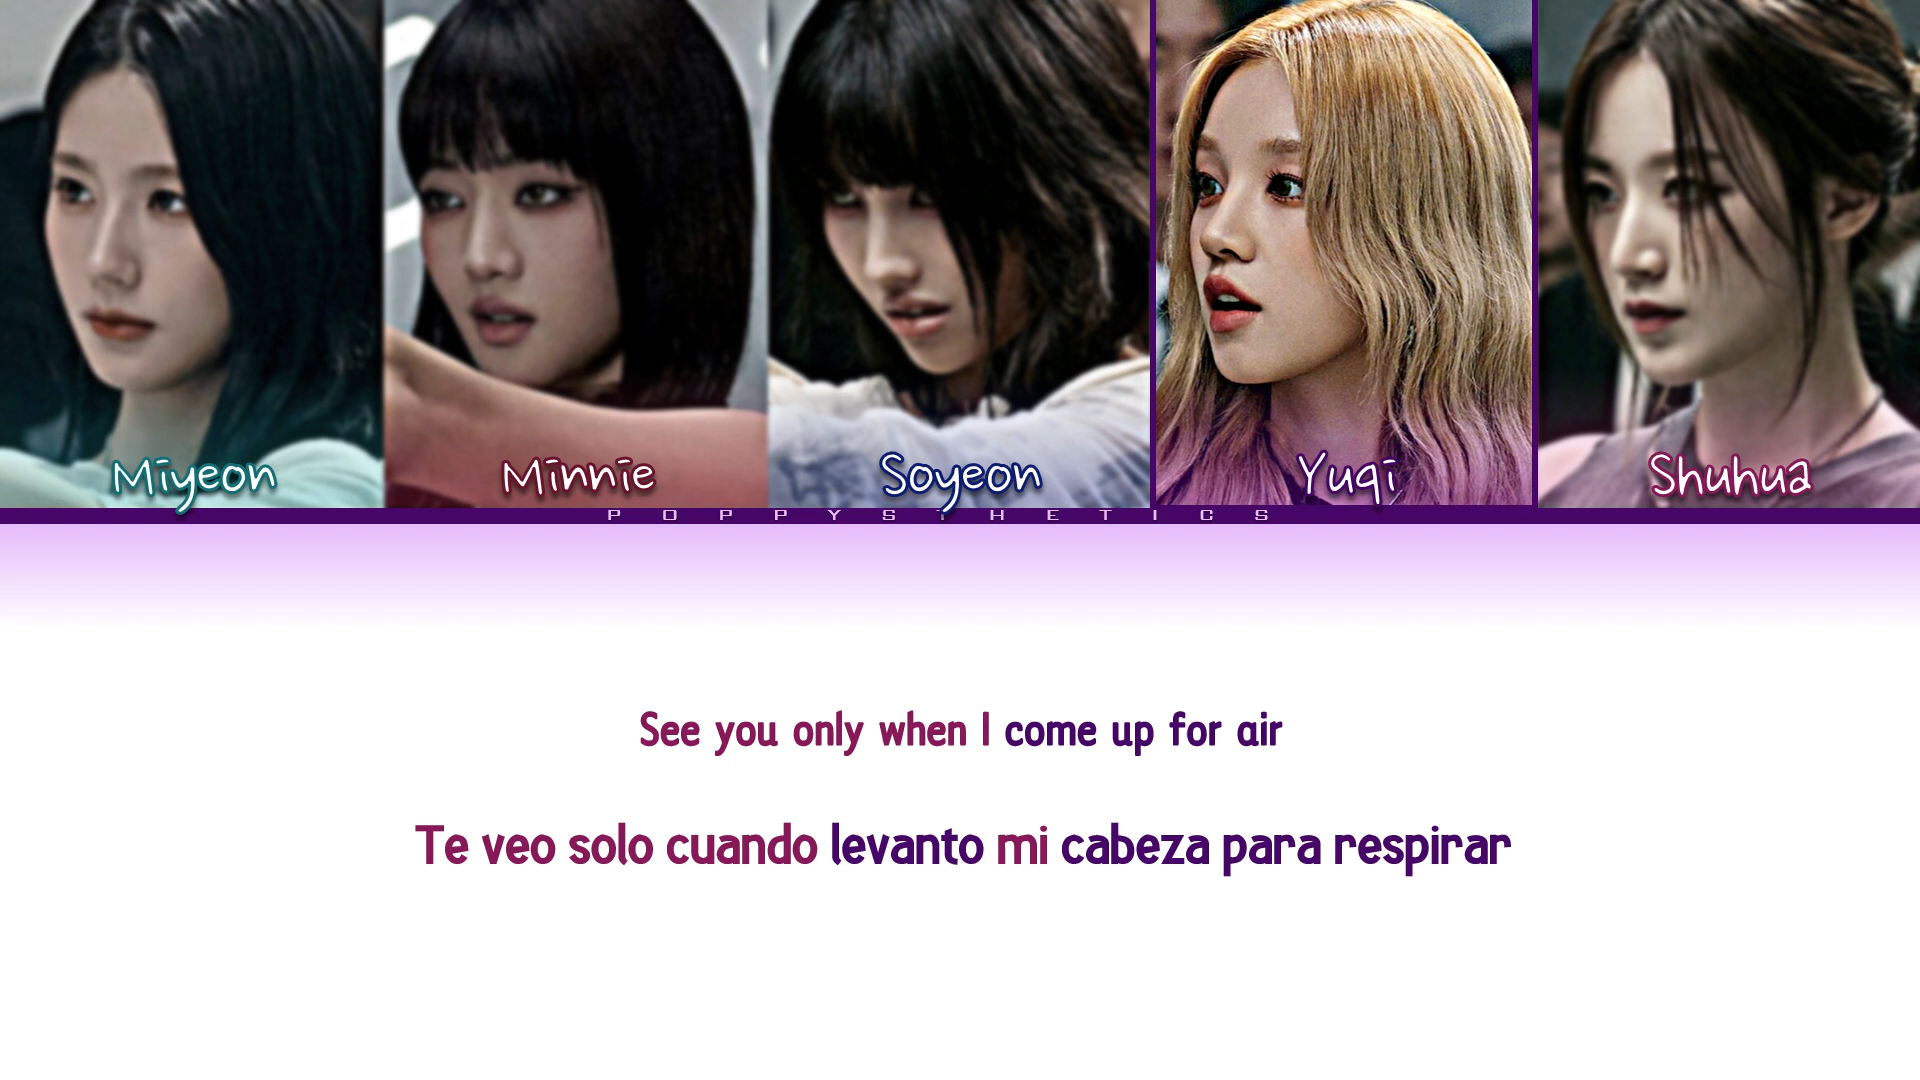 Miyeon Minnie Soyeon Yuqi Shuhua
POPPYSTHETICS
See you only when I come up for air
Te veo solo cuando levanto mi cabeza para respirar